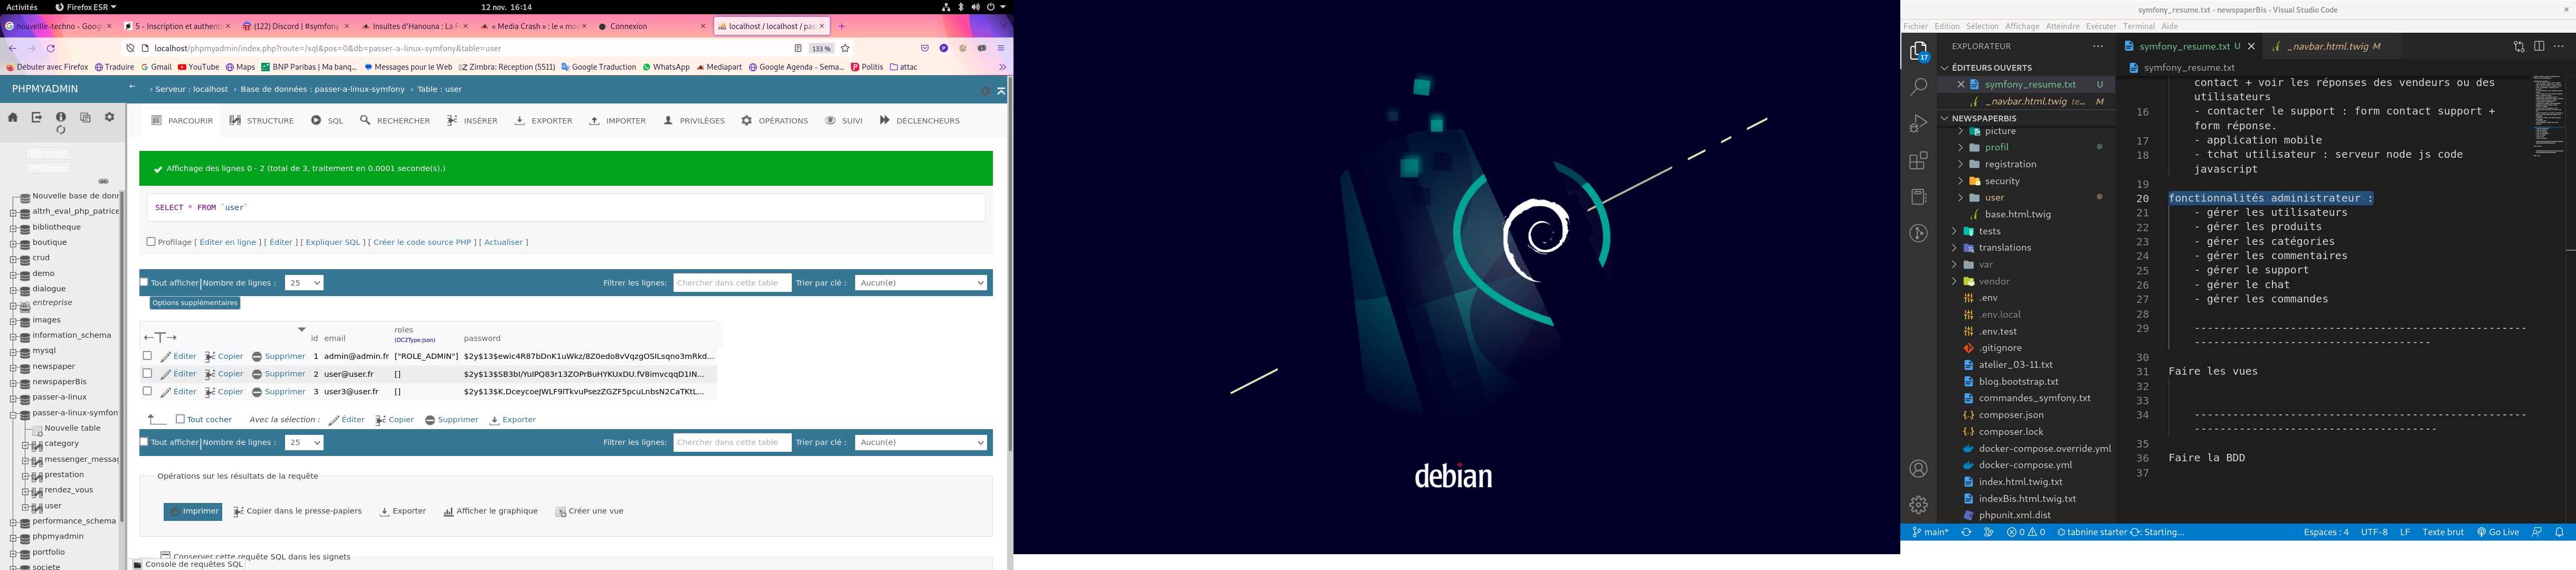 Activités
Firefox ESR
12 nov. 16:14
nouvelle-techno - Goog
5 - Inscription et authent
(122) Discord | #symfony
Insultes d'Hanouna : La F
« Media Crash » : le « mo
Connexion
localhost / localhost / pas
localhost/phpmyadmin/index.php?route=/sql&pos=0&db=passer-a-linux-symfony&table=user
133 %
Débuter avec Firefox
Traduire
Gmail
YouTube
Maps
BNP Paribas | Ma banq...
Messages pour le Web
Zimbra: Réception (5511)
Google Traduction
WhatsApp
Mediapart
Google Agenda - Sema...
Politis
attac
PHPMYADMIN
Serveur : localhost › Base de données : passer-a-linux-symfony › Table : user
PARCOURIR
STRUCTURE
SQL
RECHERCHER
INSÉRER
EXPORTER
IMPORTER
PRIVILÈGES
OPÉRATIONS
SUIVI
DÉCLENCHEURS
Nouvelle base de donn
altrh_eval_php_patrice
bibliotheque
boutique
crud
demo
dialogue
entreprise
images
information_schema
mysql
newspaper
newspaperBis
passer-a-linux
passer-a-linux-symfon
Nouvelle table
category
messenger_messag
prestation
rendez_vous
user
performance_schema
phpmyadmin
portfolio
societe
Affichage des lignes 0 - 2 (total de 3, traitement en 0.0001 seconde(s).)
SELECT * FROM `user`
Profilage [ Éditer en ligne ] [ Éditer ] [ Expliquer SQL ] [ Créer le code source PHP ] [ Actualiser ]
Tout afficher | Nombre de lignes : 25 Filtrer les lignes: Chercher dans cette table Trier par clé : Aucun(e)
Options supplémentaires
id email roles (DC2Type:json) password
Éditer Copier Supprimer 1 admin@admin.fr ["ROLE_ADMIN"] $2y$13$ewic4R87bDnK1uWkz/8Z0edo8vVqzgOSILsqno3mRkd...
Éditer Copier Supprimer 2 user@user.fr [] $2y$13$SB3bI/YuIPQ83r13ZOPrBuHYKUxDU.fV8imvcqqD1IN...
Éditer Copier Supprimer 3 user3@user.fr [] $2y$13$K.DceycoeJWLF9lTkvuPsezZGZF5pcuLnbsN2CaTKtL...
Tout cocher Avec la sélection : Éditer Copier Supprimer Exporter
Tout afficher | Nombre de lignes : 25 Filtrer les lignes: Chercher dans cette table Trier par clé : Aucun(e)
Opérations sur les résultats de la requête
Imprimer
Copier dans le presse-papiers
Exporter
Afficher le graphique
Créer une vue
Conserver cette requête SQL dans les signets
Console de requêtes SQL
debian
symfony_resume.txt - newspaperBis - Visual Studio Code
Fichier Edition Sélection Affichage Atteindre Exécuter Terminal Aide
EXPLORATEUR
ÉDITEURS OUVERTS
symfony_resume.txt U
_navbar.html.twig te... M
NEWSPAPERBIS
picture
profil
registration
security
user
base.html.twig
tests
translations
var
vendor
.env
.env.local
.env.test
.gitignore
atelier_03-11.txt
blog.bootstrap.txt
commandes_symfony.txt
composer.json
composer.lock
docker-compose.override.yml
docker-compose.yml
index.html.twig.txt
indexBis.html.twig.txt
phpunit.xml.dist
17
symfony_resume.txt U
_navbar.html.twig M
symfony_resume.txt
contact + voir les réponses des vendeurs ou des
utilisateurs
16 - contacter le support : form contact support +
form réponse.
17 - application mobile
18 - tchat utilisateur : serveur node js code
javascript
19
20 fonctionnalités administrateur :
21 - gérer les utilisateurs
22 - gérer les produits
23 - gérer les catégories
24 - gérer les commentaires
25 - gérer le support
26 - gérer le chat
27 - gérer les commandes
28
29 ----------------------------------------------------
---------------------------------
30
31 Faire les vues
32
33
34 ----------------------------------------------------
----------------------------------
35
36 Faire la BDD
37
main*
0 0
tabnine starter
Starting...
Espaces : 4
UTF-8
LF
Texte brut
Go Live